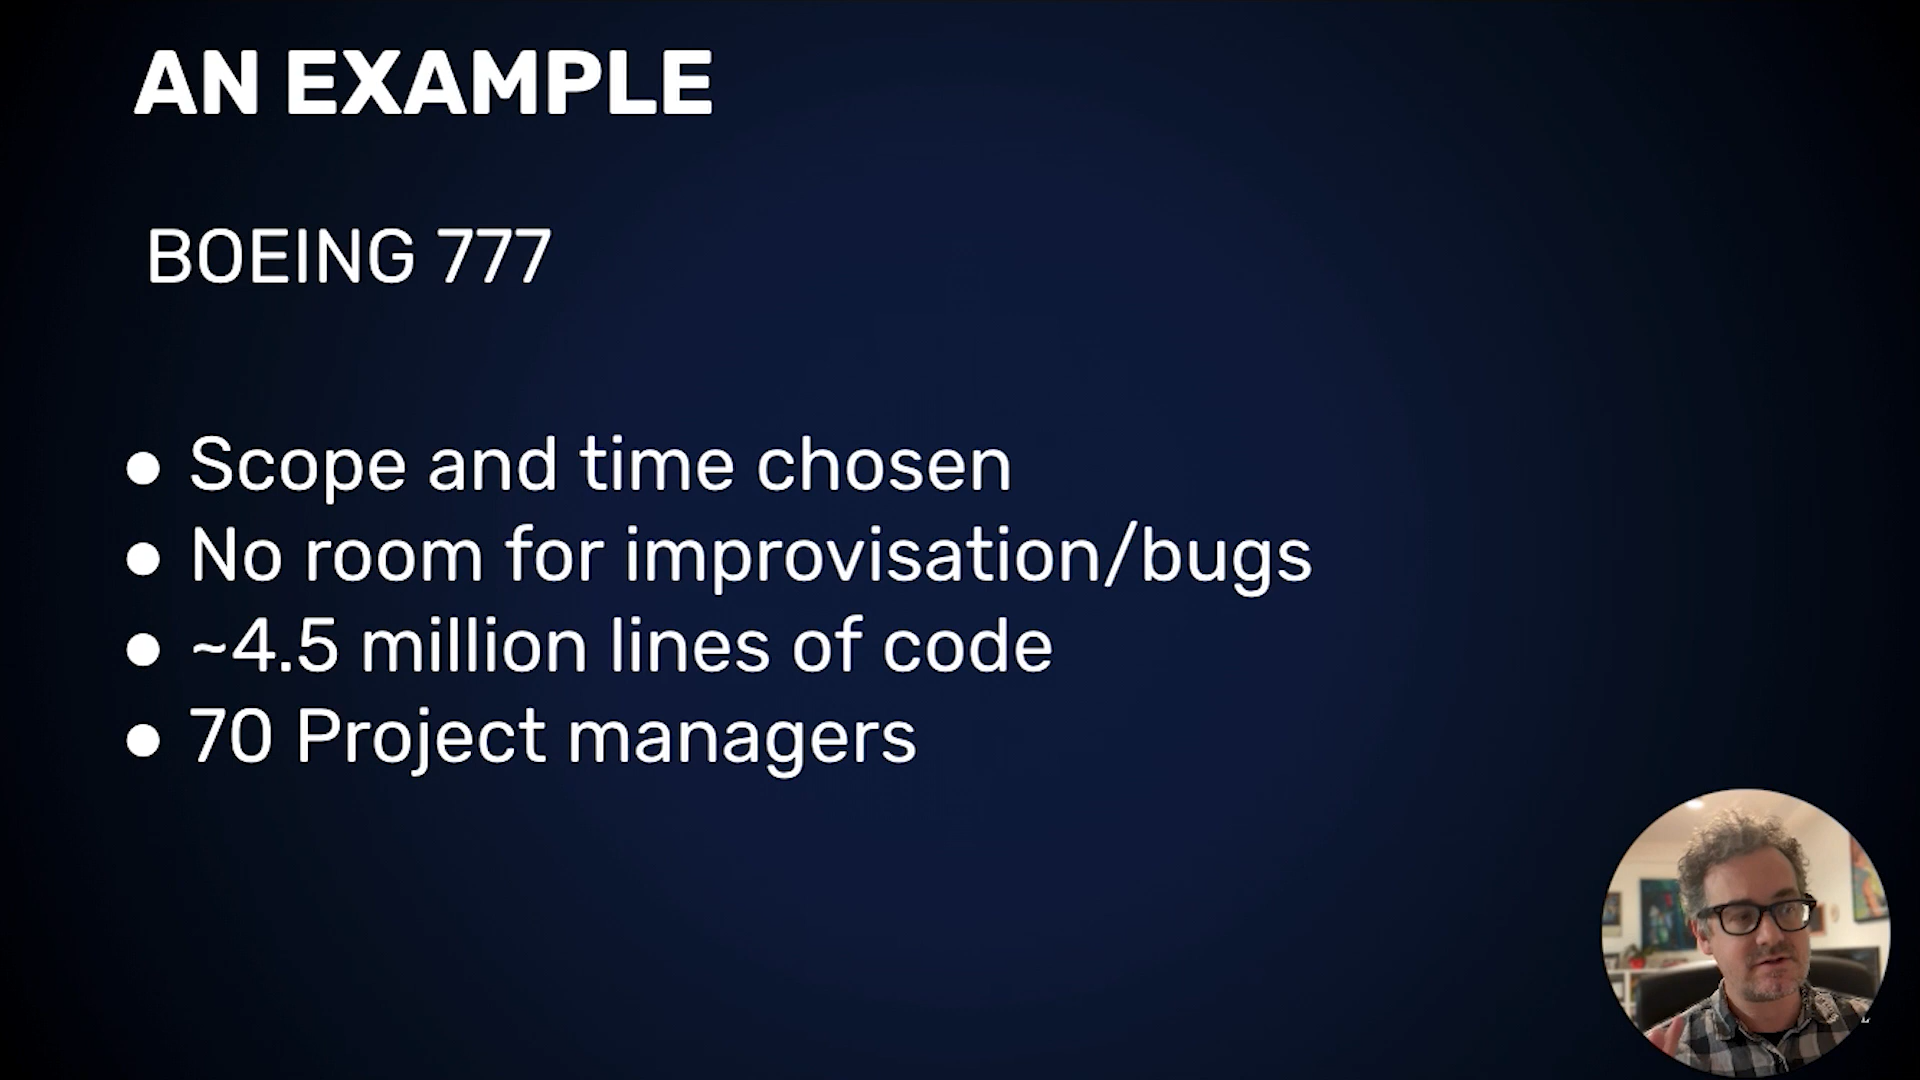 AN EXAMPLE
BOEING 777
● Scope and time chosen
● No room for improvisation/bugs
● ~4.5 million lines of code
● 70 Project managers